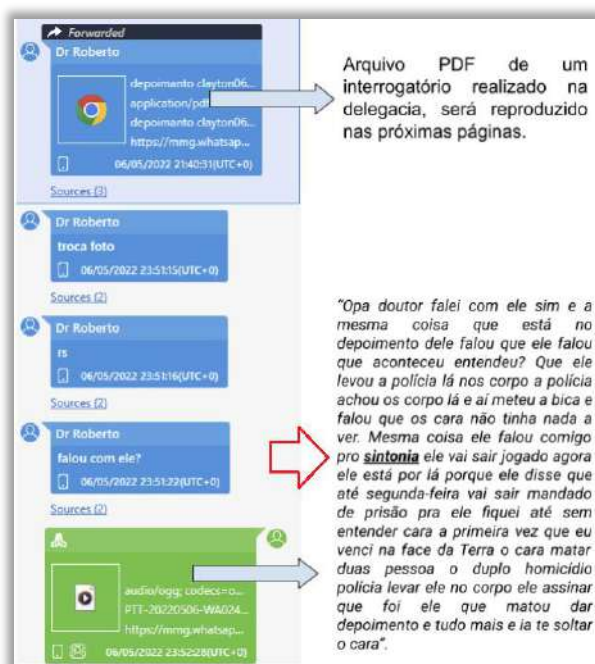 Forwarded
Dr Roberto
depoimanto clayton06...
application/pdf
depoimanto clayton06...
https://mmg.whatsap...
06/05/2022 21:40:31(UTC+0)
Sources (3)
Arquivo PDF de um
interrogatório realizado na
delegacia, será reproduzido
nas próximas páginas.
Dr Roberto
troca foto
06/05/2022 23:51:15(UTC+0)
Sources (2)
Dr Roberto
rs
06/05/2022 23:51:16(UTC+0)
Sources (2)
Dr Roberto
falou com ele?
06/05/2022 23:51:22(UTC+0)
Sources (2)
audio/ogg; codecs=o...
PTT-20220506-WA024...
https://mmg.whatsap...
06/05/2022 23:52:28(UTC+0)
"Opa doutor falei com ele sim e a
mesma coisa que está no
depoimento dele falou que ele falou
que aconteceu entendeu? Que ele
levou a polícia lá nos corpo a polícia
achou os corpo lá e aí meteu a bica e
falou que os cara não tinha nada a
ver. Mesma coisa ele falou comigo
pro sintonia ele vai sair jogado agora
ele está por lá porque ele disse que
até segunda-feira vai sair mandado
de prisão pra ele fiquei até sem
entender cara a primeira vez que eu
venci na face da Terra o cara matar
duas pessoa o duplo homicídio
polícia levar ele no corpo ele assinar
que foi ele que matou dar
depoimento e tudo mais e ia te soltar
o cara".